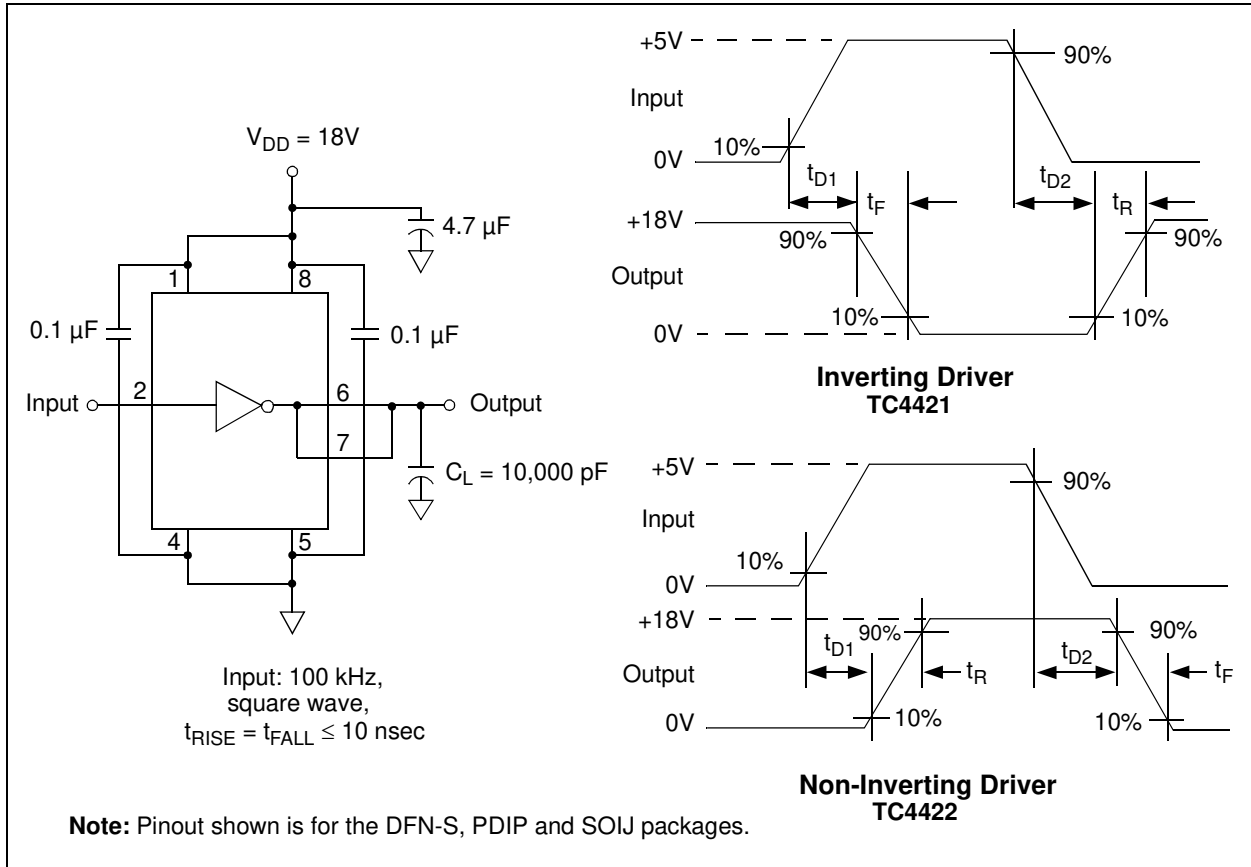 V_DD = 18V
4.7 µF
1
8
0.1 µF
0.1 µF
2
6
Input
Output
7
C_L = 10,000 pF
4
5
Input: 100 kHz,
square wave,
t_RISE = t_FALL ≤ 10 nsec
+5V
90%
Input
10%
0V
t_D1
t_D2
t_F
t_R
+18V
90%
90%
Output
10%
10%
0V
Inverting Driver
TC4421
+5V
90%
Input
10%
0V
+18V
90%
90%
t_D1
t_D2
Output
t_R
t_F
10%
10%
0V
Non-Inverting Driver
TC4422
Note: Pinout shown is for the DFN-S, PDIP and SOIJ packages.